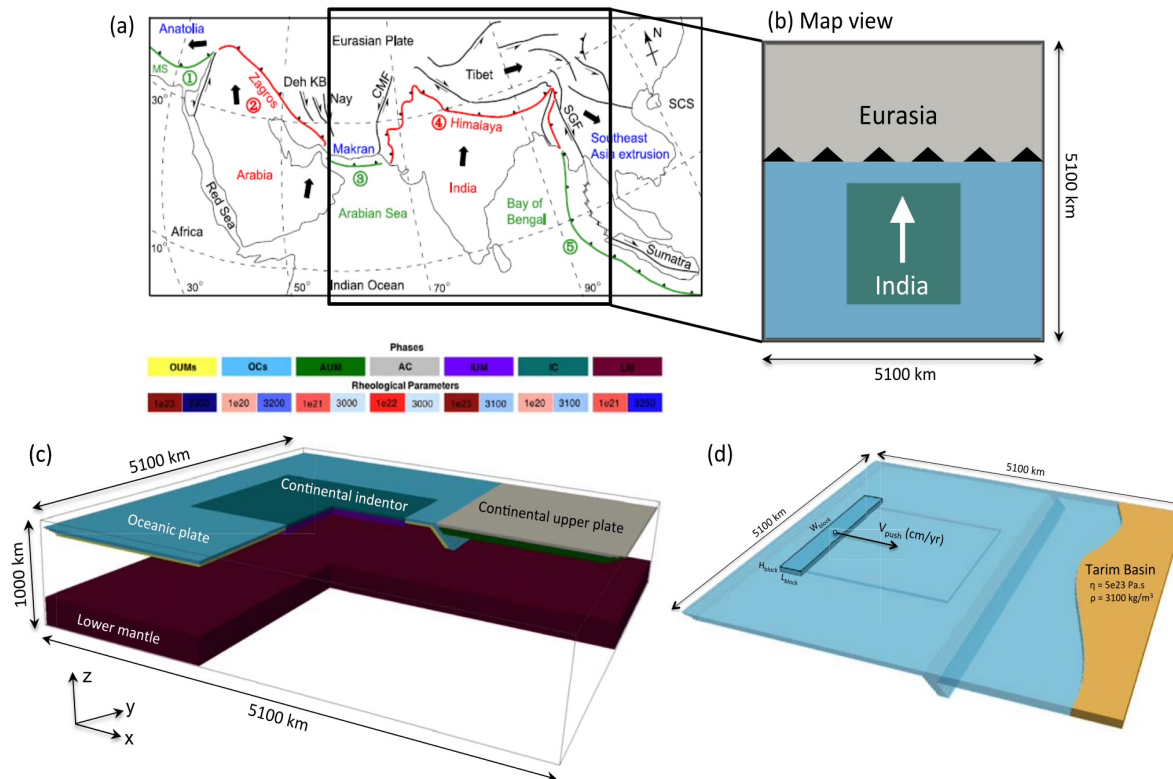 (a)
Anatolia
MS
①
30°
Zagros
②
Deh KB
Nay
CMF
Eurasian Plate
Tibet
N
SCS
SGF
④
Himalaya
Southeast
Asia extrusion
Makran
③
Arabia
India
Red Sea
Arabian Sea
Bay of
Bengal
⑤
Africa
Sumatra
10°
30°
50°
Indian Ocean
70°
90°
(b) Map view
Eurasia
India
5100 km
5100 km
Phases
OUMs OCs AUM AC IUM IC LM
Rheological Parameters
1e23 3300 1e20 3200 1e21 3000 1e22 3000 1e23 3100 1e20 3100 1e21 3250
(c)
5100 km
Continental indentor
Oceanic plate
Continental upper plate
1000 km
Lower mantle
z
y
x
5100 km
(d)
5100 km
5100 km
W_block
V_push (cm/yr)
H_block
L_block
Tarim Basin
η = 5e23 Pa.s
ρ = 3100 kg/m³